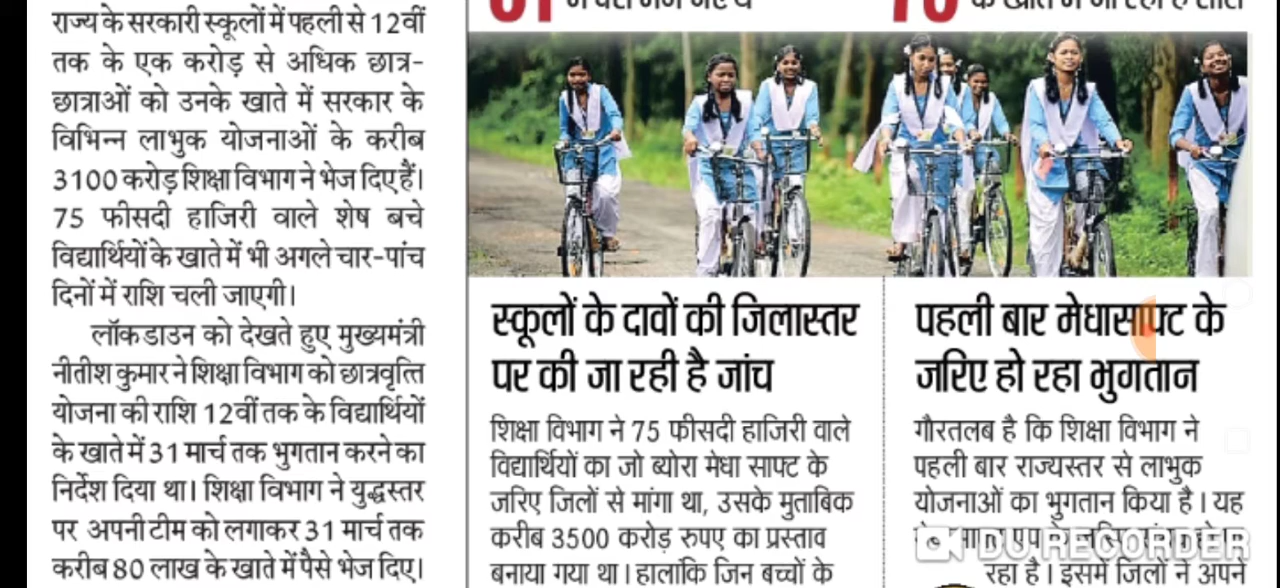 राज्य के सरकारी स्कूलों में पहली से 12वीं
तक के एक करोड़ से अधिक छात्र-
छात्राओं को उनके खाते में सरकार के
विभिन्न लाभुक योजनाओं के करीब
3100 करोड़ शिक्षा विभाग ने भेज दिए हैं।
75 फीसदी हाजिरी वाले शेष बचे
विद्यार्थियों के खाते में भी अगले चार-पांच
दिनों में राशि चली जाएगी।
लॉकडाउन को देखते हुए मुख्यमंत्री
नीतीश कुमार ने शिक्षा विभाग को छात्रवृत्ति
योजना की राशि 12वीं तक के विद्यार्थियों
के खाते में 31 मार्च तक भुगतान करने का
निर्देश दिया था। शिक्षा विभाग ने युद्धस्तर
पर अपनी टीम को लगाकर 31 मार्च तक
करीब 80 लाख के खाते में पैसे भेज दिए।
स्कूलों के दावों की जिलास्तर
पर की जा रही है जांच
शिक्षा विभाग ने 75 फीसदी हाजिरी वाले
विद्यार्थियों का जो ब्योरा मेधा साफ्ट के
जरिए जिलों से मांगा था, उसके मुताबिक
करीब 3500 करोड़ रुपए का प्रस्ताव
बनाया गया था। हालांकि जिन बच्चों के
पहली बार मेधासाफ्ट के
जरिए हो रहा भुगतान
गौरतलब है कि शिक्षा विभाग ने
पहली बार राज्यस्तर से लाभुक
योजनाओं का भुगतान किया है। यह
रहा है। इसमें जिलों ने अपने
DU RECORDER